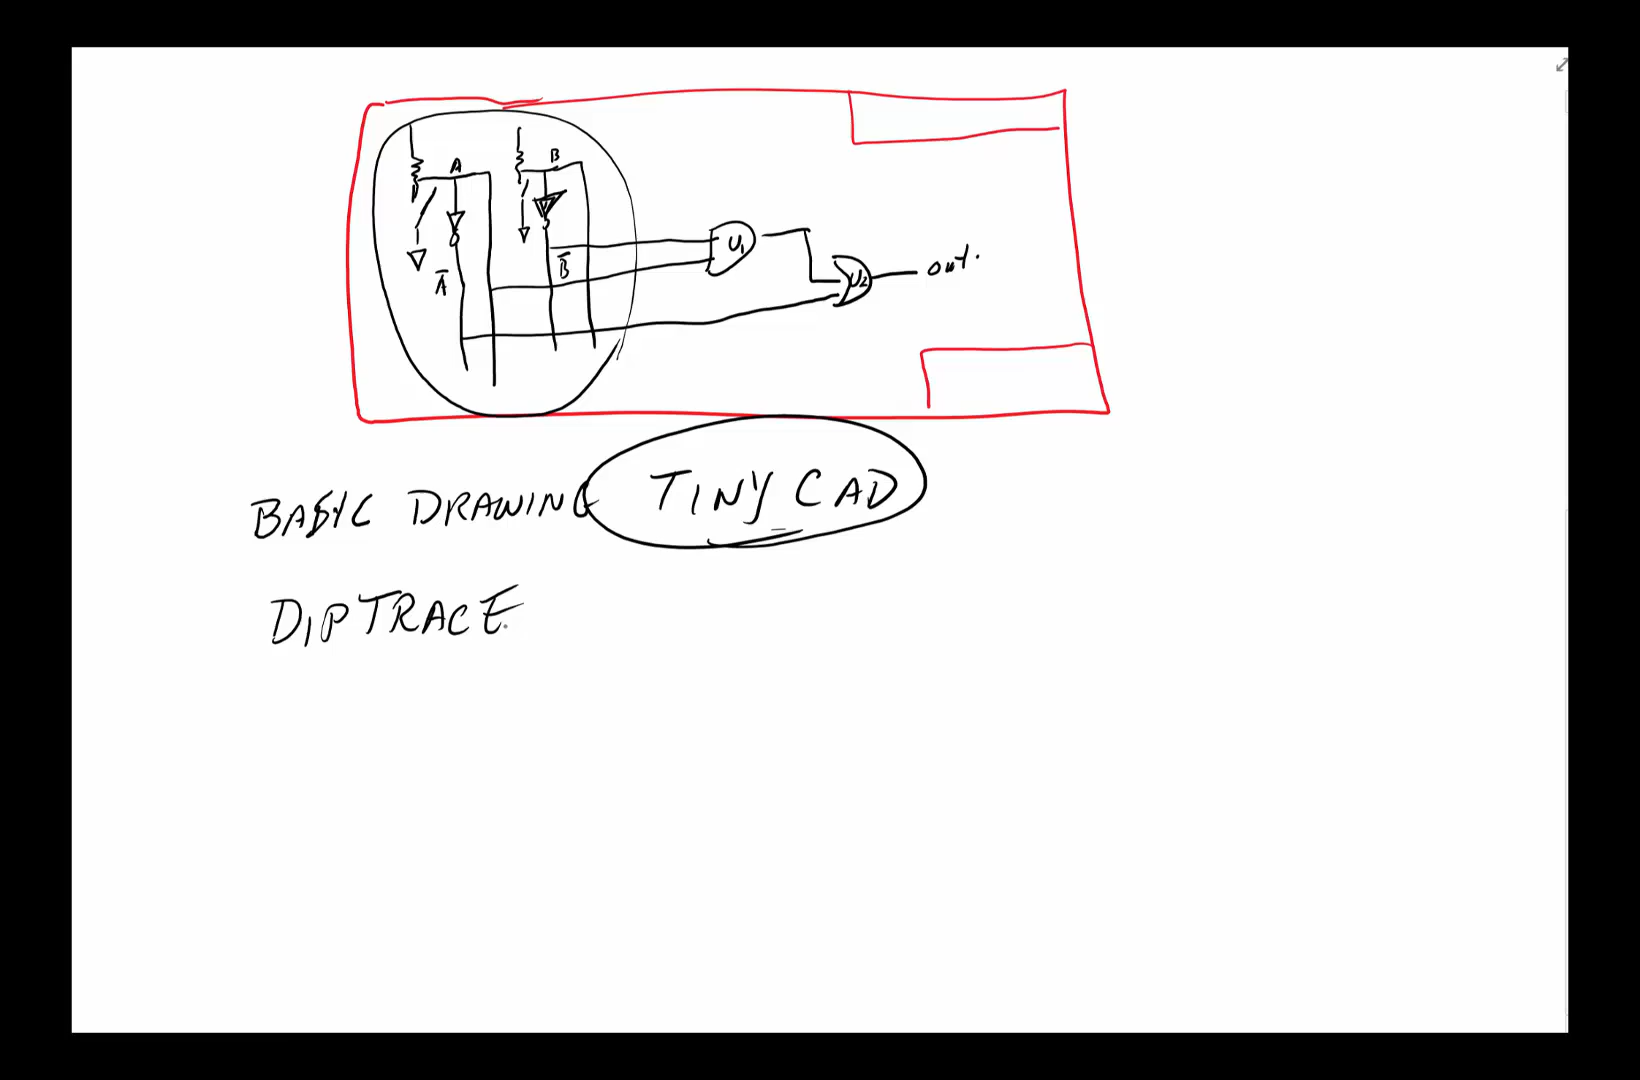 A B
U1
A̅ B̅ U2 out.
BASIC DRAWING TINY CAD
DIPTRACE